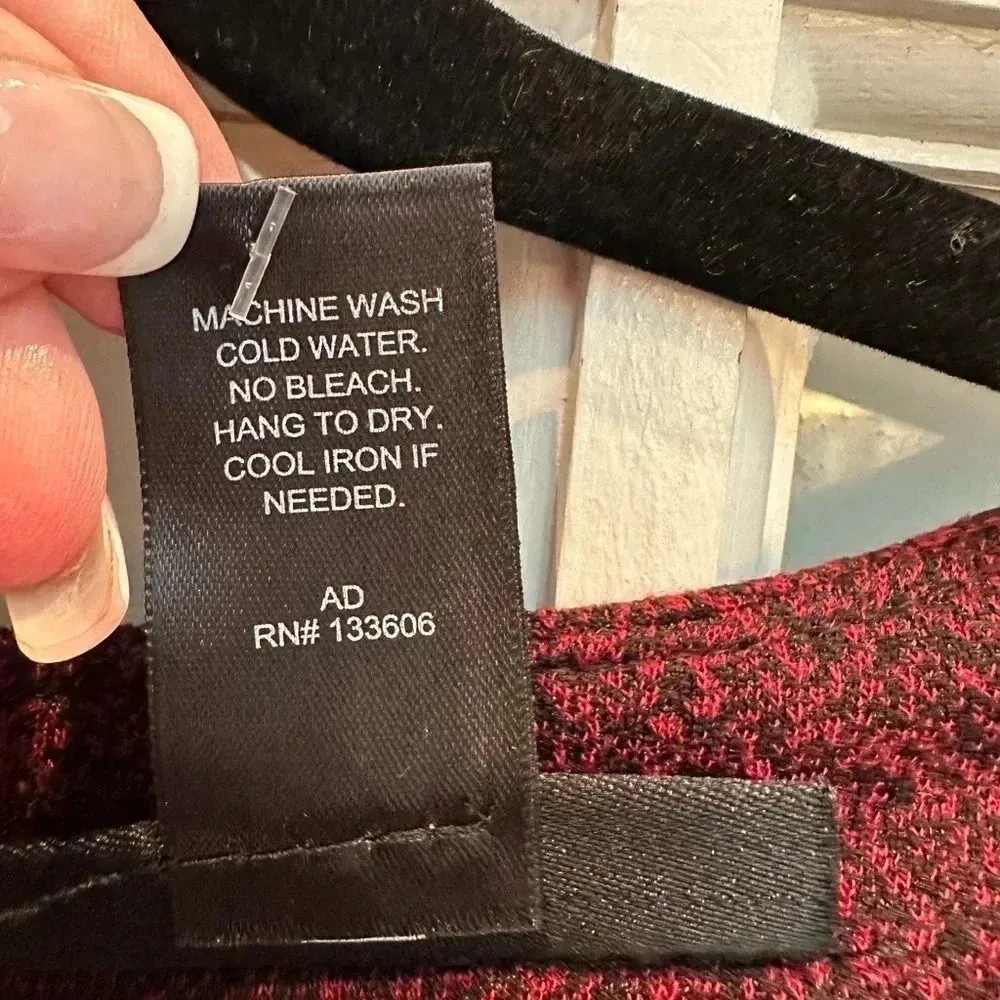 MACHINE WASH
COLD WATER.
NO BLEACH.
HANG TO DRY.
COOL IRON IF
NEEDED.
AD
RN# 133606